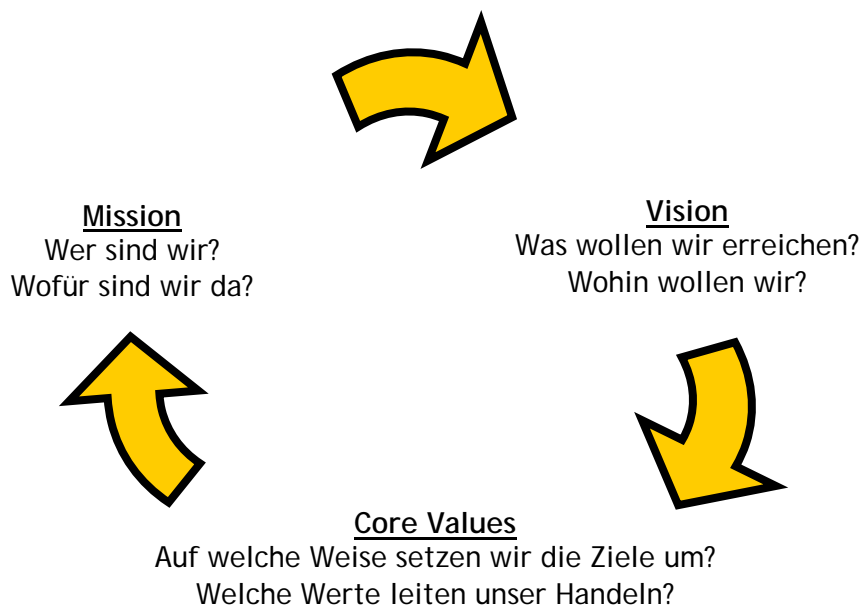 Mission
Wer sind wir?
Wofür sind wir da?
Vision
Was wollen wir erreichen?
Wohin wollen wir?
Core Values
Auf welche Weise setzen wir die Ziele um?
Welche Werte leiten unser Handeln?